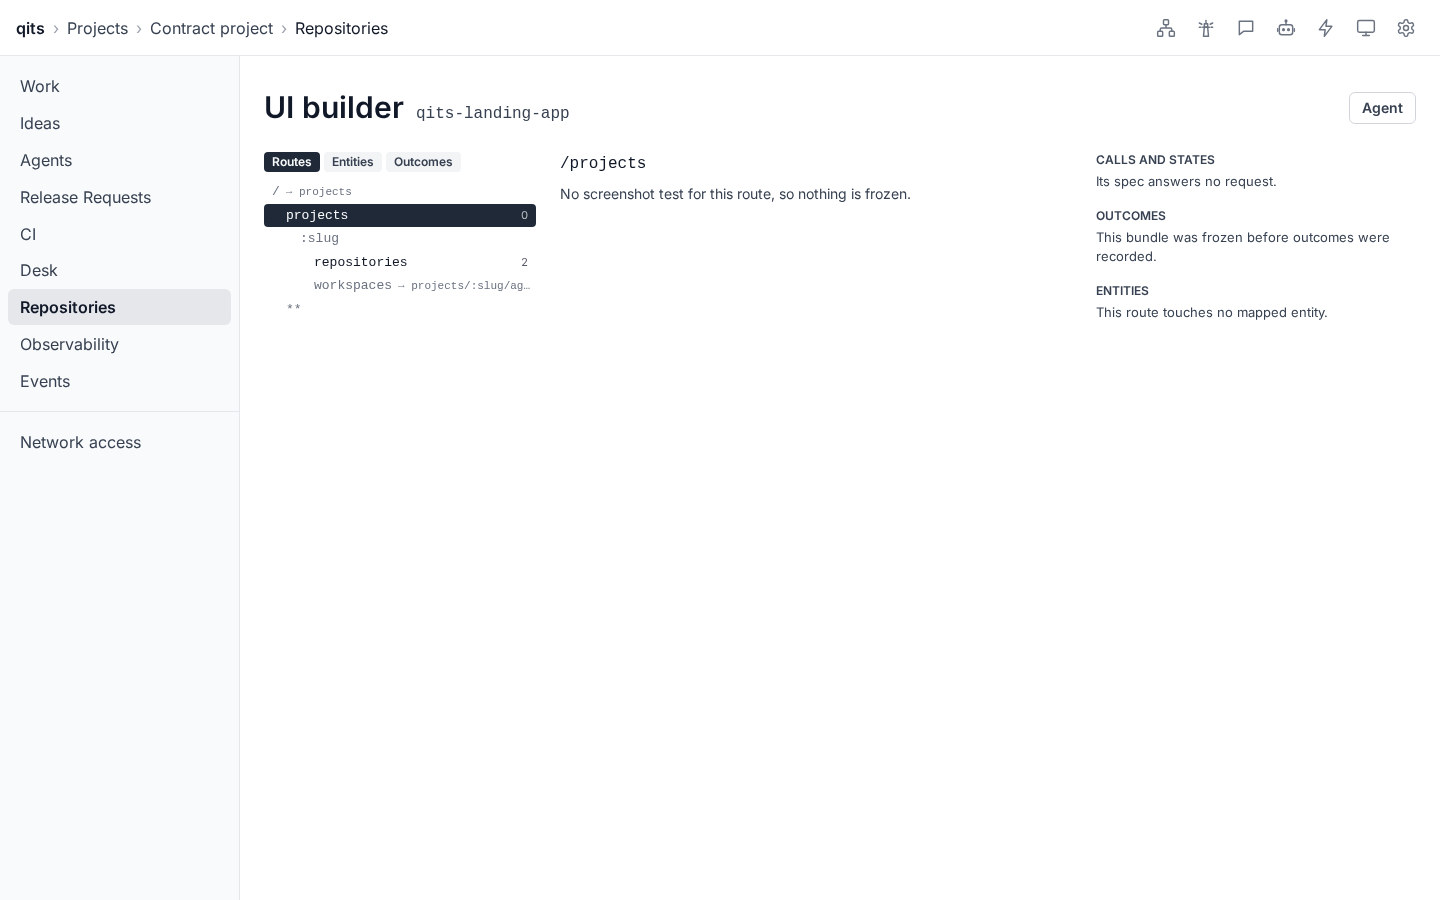 qits › Projects › Contract project › Repositories
Work
Ideas
Agents
Release Requests
CI
Desk
Repositories
Observability
Events
Network access
UI builder qits-landing-app
Agent
Routes Entities Outcomes
/ → projects
projects 0
:slug
repositories 2
workspaces → projects/:slug/ag…
**
/projects
No screenshot test for this route, so nothing is frozen.
CALLS AND STATES
Its spec answers no request.
OUTCOMES
This bundle was frozen before outcomes were
recorded.
ENTITIES
This route touches no mapped entity.